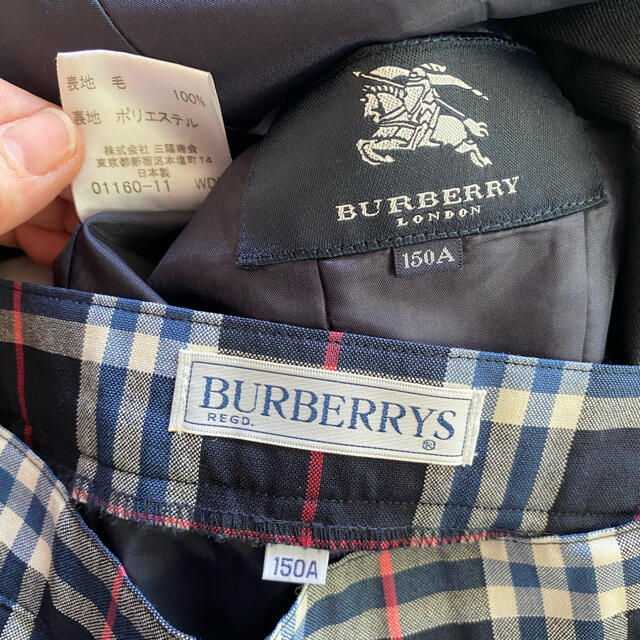 表地 毛 100%
裏地 ポリエステル
株式会社 三陽商会
東京都新宿区本塩町14
日本製
01160-11 WD
BURBERRY
LONDON
150A
BURBERRYS
REGD.
®
150A